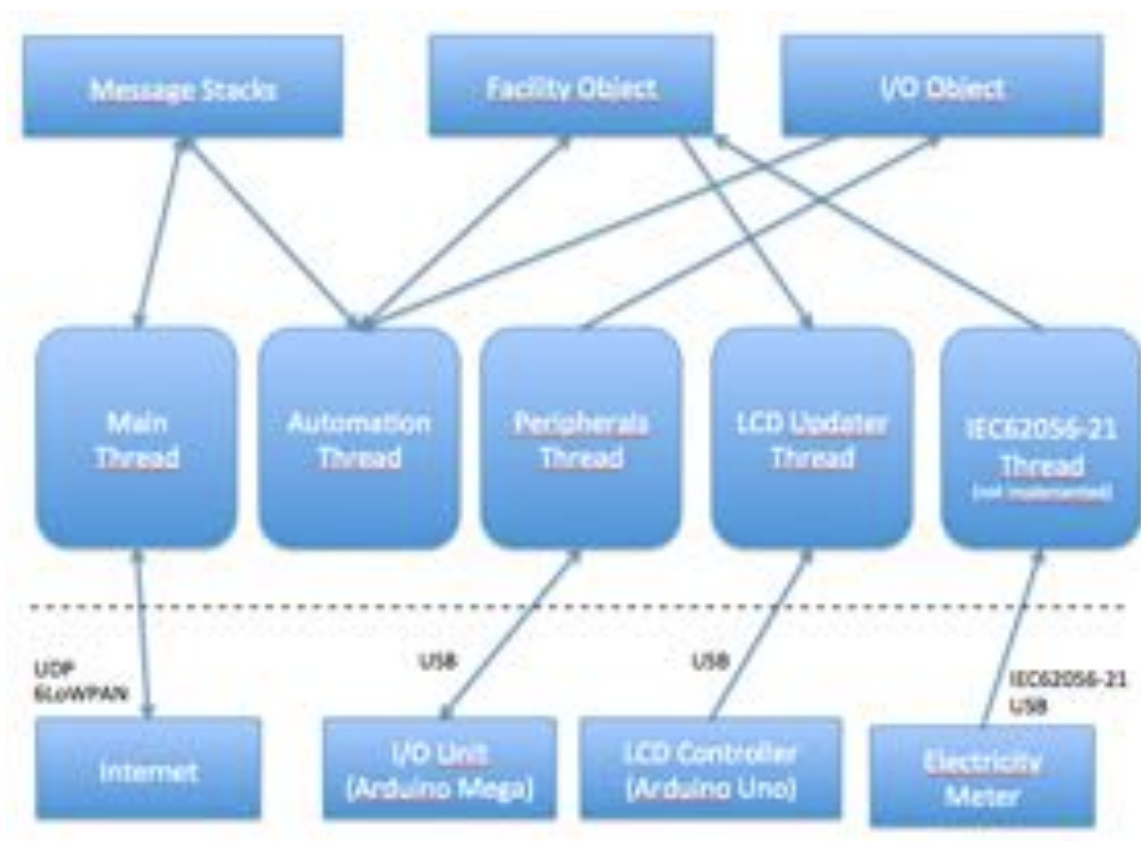 Message Stacks
Facility Object
I/O Object
Main
Thread
Automation
Thread
Peripherals
Thread
LCD Updater
Thread
IEC62056-21
Thread
UDP
6LoWPAN
USB
USB
IEC62056-21
USB
Internet
I/O Unit
(Arduino Mega)
LCD Controller
(Arduino Uno)
Electricity
Meter